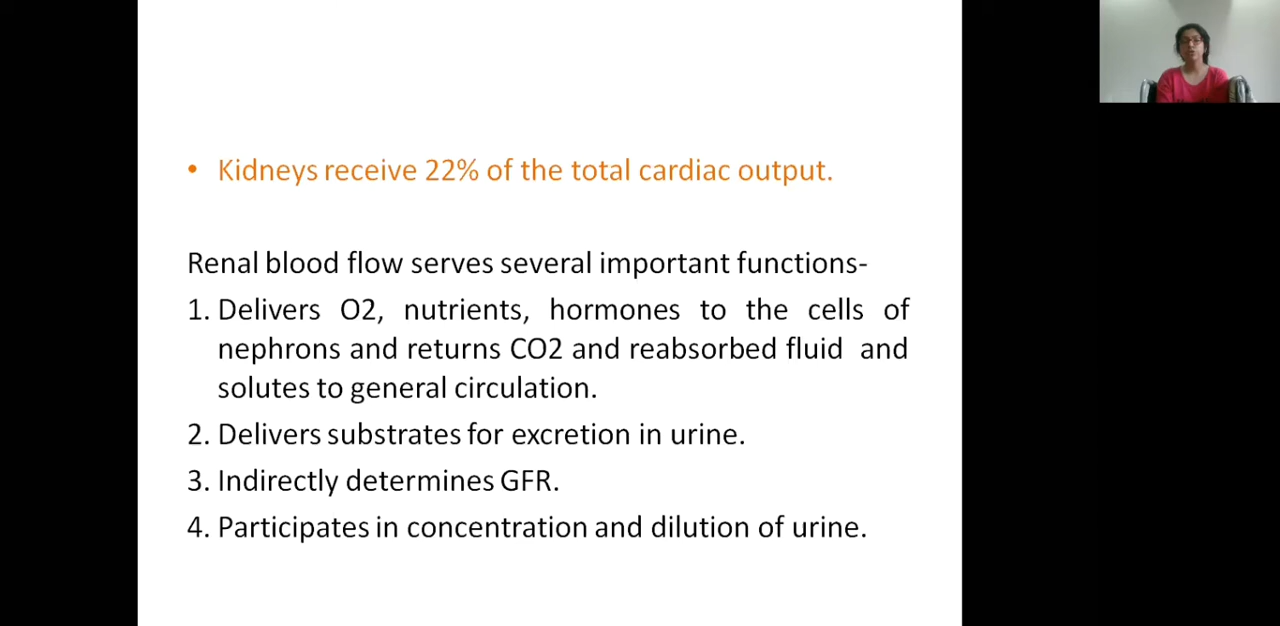 • Kidneys receive 22% of the total cardiac output.
Renal blood flow serves several important functions-
1. Delivers O2, nutrients, hormones to the cells of
nephrons and returns CO2 and reabsorbed fluid and
solutes to general circulation.
2. Delivers substrates for excretion in urine.
3. Indirectly determines GFR.
4. Participates in concentration and dilution of urine.